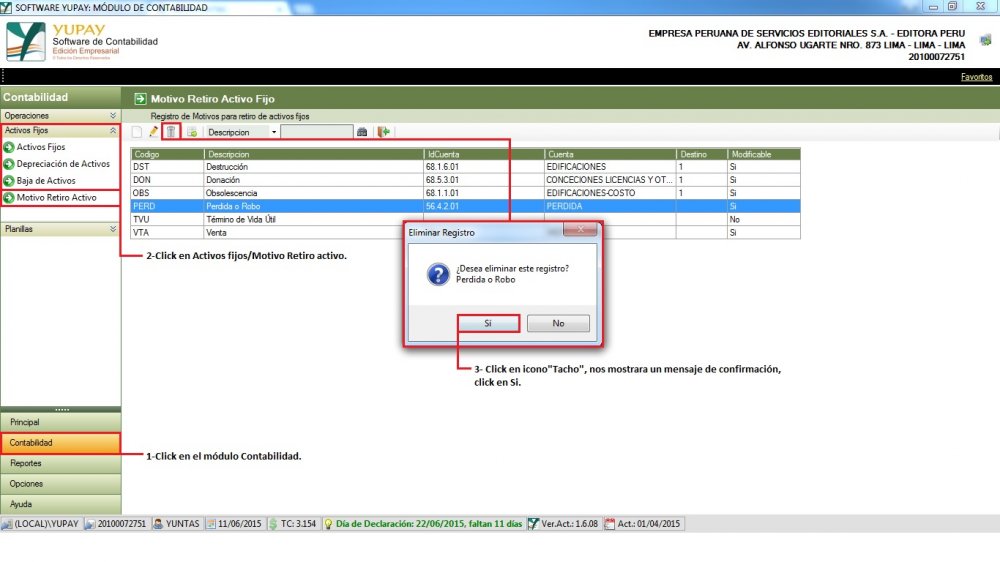 SOFTWARE YUPAY: MÓDULO DE CONTABILIDAD
YUPAY
Software de Contabilidad
Edición Empresarial
© Todos los Derechos Reservados
EMPRESA PERUANA DE SERVICIOS EDITORIALES S.A. - EDITORA PERU
AV. ALFONSO UGARTE NRO. 873 LIMA - LIMA - LIMA
20100072751
Favoritos
Contabilidad
Operaciones
Activos Fijos
Activos Fijos
Depreciación de Activos
Baja de Activos
Motivo Retiro Activo
Planillas
Motivo Retiro Activo Fijo
Registro de Motivos para retiro de activos fijos
Descripcion
Codigo Descripcion IdCuenta Cuenta Destino Modificable
DST Destrucción 68.1.6.01 EDIFICACIONES 1 Si
DON Donación 68.5.3.01 CONCECIONES LICENCIAS Y OT... 1 Si
OBS Obsolescencia 68.1.1.01 EDIFICACIONES-COSTO 1 Si
PERD Perdida o Robo 56.4.2.01 PERDIDA Si
TVU Término de Vida Útil No
VTA Venta Si
Eliminar Registro
¿Desea eliminar este registro?
Perdida o Robo
Si No
2-Click en Activos fijos/Motivo Retiro activo.
3- Click en icono"Tacho", nos mostrara un mensaje de confirmación,
click en Si.
1-Click en el módulo Contabilidad.
Principal
Contabilidad
Reportes
Opciones
Ayuda
(LOCAL)\YUPAY 20100072751 YUNTAS 11/06/2015 TC: 3.154 Día de Declaración: 22/06/2015, faltan 11 días Ver.Act.: 1.6.08 Act.: 01/04/2015